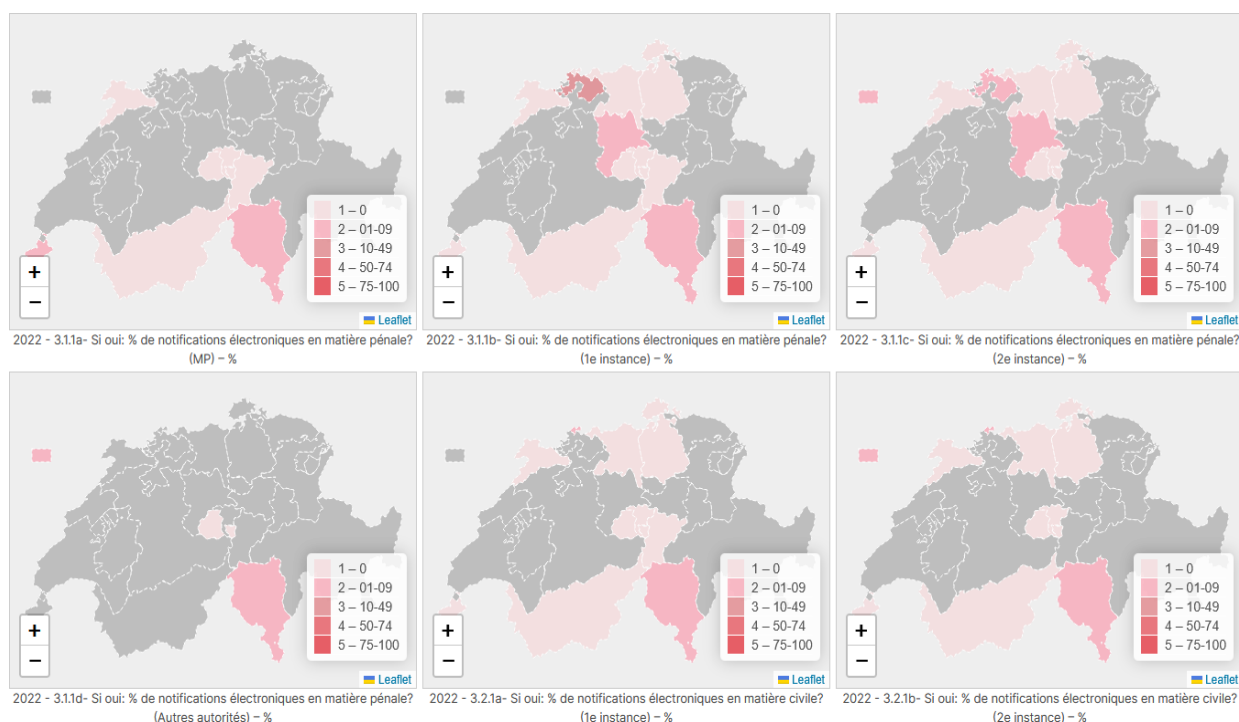 1 – 0
2 – 01-09
3 – 10-49
4 – 50-74
5 – 75-100
+
−
Leaflet
1 – 0
2 – 01-09
3 – 10-49
4 – 50-74
5 – 75-100
+
−
Leaflet
1 – 0
2 – 01-09
3 – 10-49
4 – 50-74
5 – 75-100
+
−
Leaflet
2022 - 3.1.1a- Si oui: % de notifications électroniques en matière pénale?
(MP) – %
2022 - 3.1.1b- Si oui: % de notifications électroniques en matière pénale?
(1e instance) – %
2022 - 3.1.1c- Si oui: % de notifications électroniques en matière pénale?
(2e instance) – %
1 – 0
2 – 01-09
3 – 10-49
4 – 50-74
5 – 75-100
+
−
Leaflet
1 – 0
2 – 01-09
3 – 10-49
4 – 50-74
5 – 75-100
+
−
Leaflet
1 – 0
2 – 01-09
3 – 10-49
4 – 50-74
5 – 75-100
+
−
Leaflet
2022 - 3.1.1d- Si oui: % de notifications électroniques en matière pénale?
(Autres autorités) – %
2022 - 3.2.1a- Si oui: % de notifications électroniques en matière civile?
(1e instance) – %
2022 - 3.2.1b- Si oui: % de notifications électroniques en matière civile?
(2e instance) – %